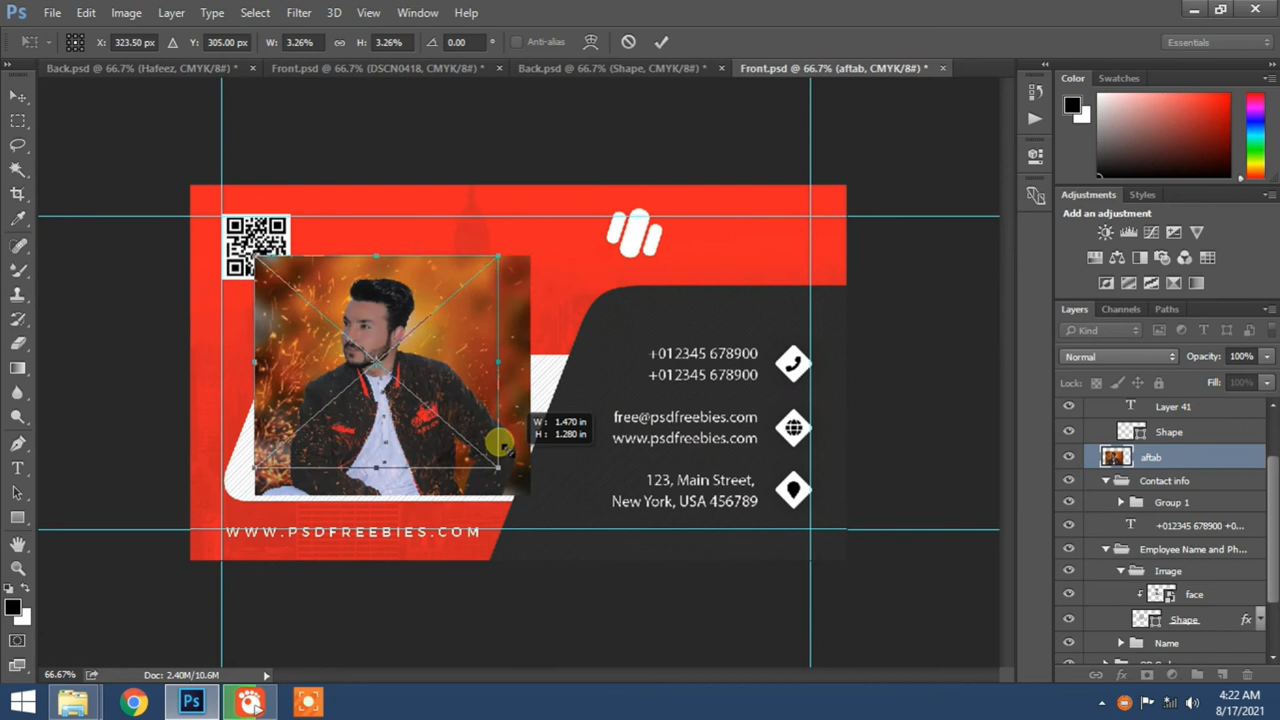 Ps File Edit Image Layer Type Select Filter 3D View Window Help
X: 323.50 px Y: 305.00 px W: 3.26% H: 3.26% 0.00 ° Anti-alias Essentials
Back.psd @ 66.7% (Hafeez, CMYK/8#) * × Front.psd @ 66.7% (DSCN0418, CMYK/8#) * × Back.psd @ 66.7% (Shape, CMYK/8#) * × Front.psd @ 66.7% (aftab, CMYK/8#) * ×
Color Swatches
Adjustments Styles
Add an adjustment
Layers Channels Paths
Kind
Normal Opacity: 100%
Lock: Fill: 100%
T Layer 41
Shape
aftab
Contact info
Group 1
T +012345 678900 +0...
Employee Name and Ph...
Image
face
Shape fx
Name
+012345 678900
+012345 678900
free@psdfreebies.com
www.psdfreebies.com
123, Main Street,
New York, USA 456789
W : 1.470 in
H : 1.280 in
WWW.PSDFREEBIES.COM
66.67% Doc: 2.40M/10.6M
Ps
4:22 AM
8/17/2021